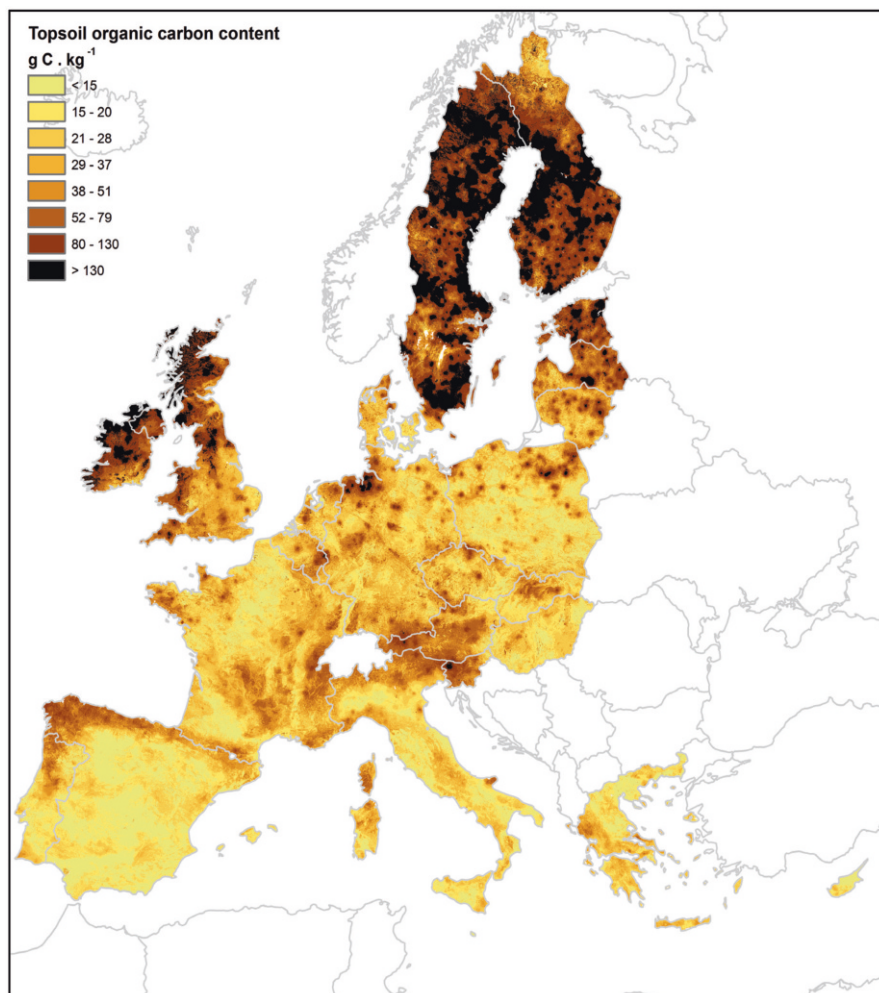 Topsoil organic carbon content
g C . kg⁻¹
< 15
15 - 20
21 - 28
29 - 37
38 - 51
52 - 79
80 - 130
> 130